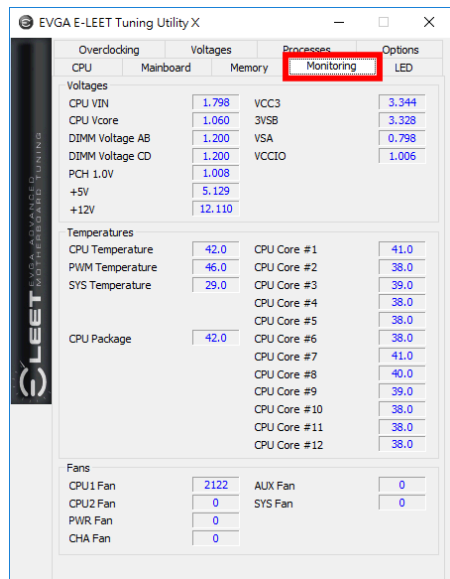 EVGA E-LEET Tuning Utility X
Overclocking Voltages Processes Options
CPU Mainboard Memory Monitoring LED
Voltages
CPU VIN 1.798 VCC3 3.344
CPU Vcore 1.060 3VSB 3.328
DIMM Voltage AB 1.200 VSA 0.798
DIMM Voltage CD 1.200 VCCIO 1.006
PCH 1.0V 1.008
+5V 5.129
+12V 12.110
Temperatures
CPU Temperature 42.0 CPU Core #1 41.0
PWM Temperature 46.0 CPU Core #2 38.0
SYS Temperature 29.0 CPU Core #3 39.0
CPU Core #4 38.0
CPU Core #5 38.0
CPU Package 42.0 CPU Core #6 38.0
CPU Core #7 41.0
CPU Core #8 40.0
CPU Core #9 39.0
CPU Core #10 38.0
CPU Core #11 38.0
CPU Core #12 38.0
Fans
CPU1 Fan 2122 AUX Fan 0
CPU2 Fan 0 SYS Fan 0
PWR Fan 0
CHA Fan 0
E-LEET
EVGA ADVANCED
MOTHERBOARD TUNING